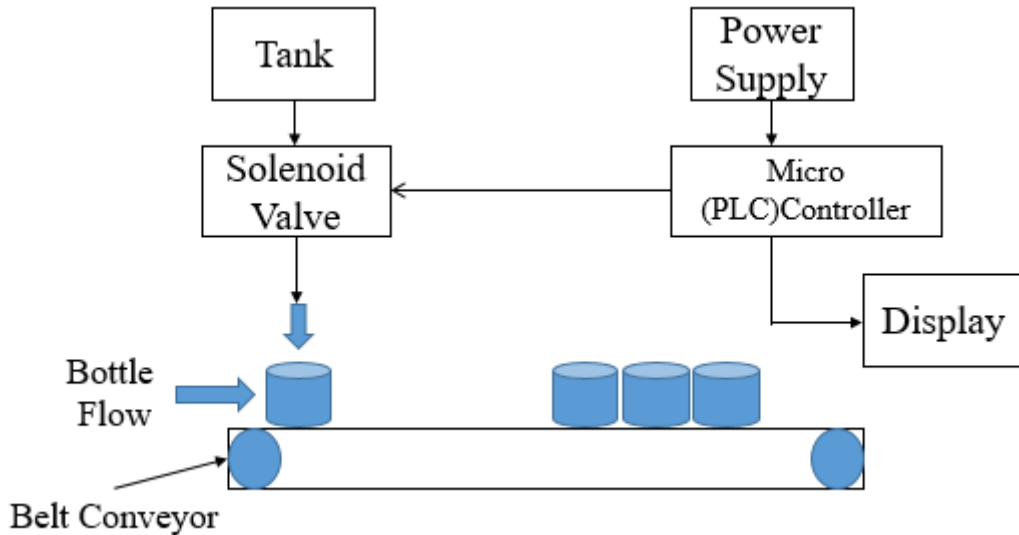 Tank
Power
Supply
Solenoid
Valve
Micro
(PLC)Controller
Display
Bottle
Flow
Belt Conveyor